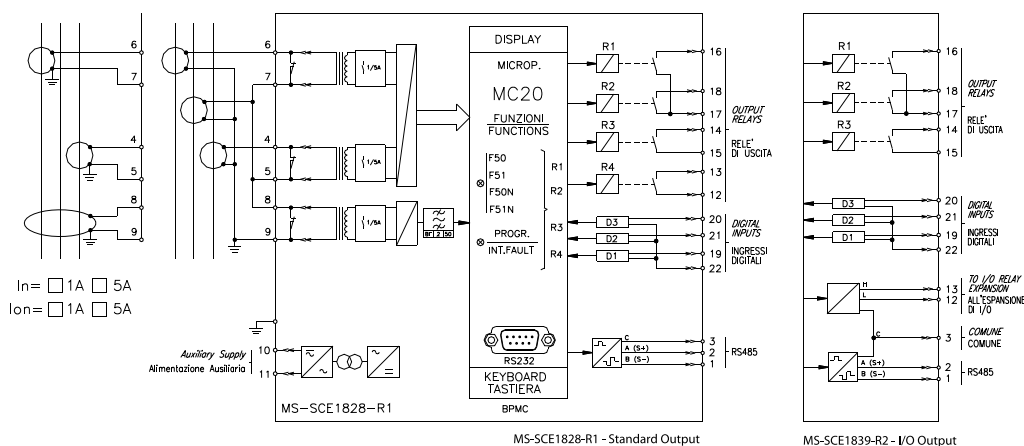 6
7
4
5
8
9
In= 1A 5A
Ion= 1A 5A
6
7
4
5
8
9
1/5A
1/5A
1/5A
BF 2 50
Auxiliary Supply
Alimentazione Ausiliaria
10
11
MS-SCE1828-R1
DISPLAY
MICROP.
MC20
FUNZIONI
FUNCTIONS
F50
F51
F50N
F51N
PROGR.
INT.FAULT
R1
R2
R3
R4
RS232
KEYBOARD
TASTIERA
BPMC
R1
R2
R3
R4
D3
D2
D1
16
18
17
14
15
13
12
OUTPUT
RELAYS
RELE'
DI USCITA
20
21
19
22
DIGITAL
INPUTS
INGRESSI
DIGITALI
C
A (S+)
B (S-)
3
2
1
RS485
MS-SCE1828-R1 - Standard Output
R1
R2
R3
16
18
17
14
15
OUTPUT
RELAYS
RELE'
DI USCITA
D3
D2
D1
20
21
19
22
DIGITAL
INPUTS
INGRESSI
DIGITALI
H
L
13
12
TO I/O RELAY
EXPANSION
ALL'ESPANSIONE
DI I/O
C
3
COMUNE
COMUNE
A (S+)
B (S-)
2
1
RS485
MS-SCE1839-R2 - I/O Output